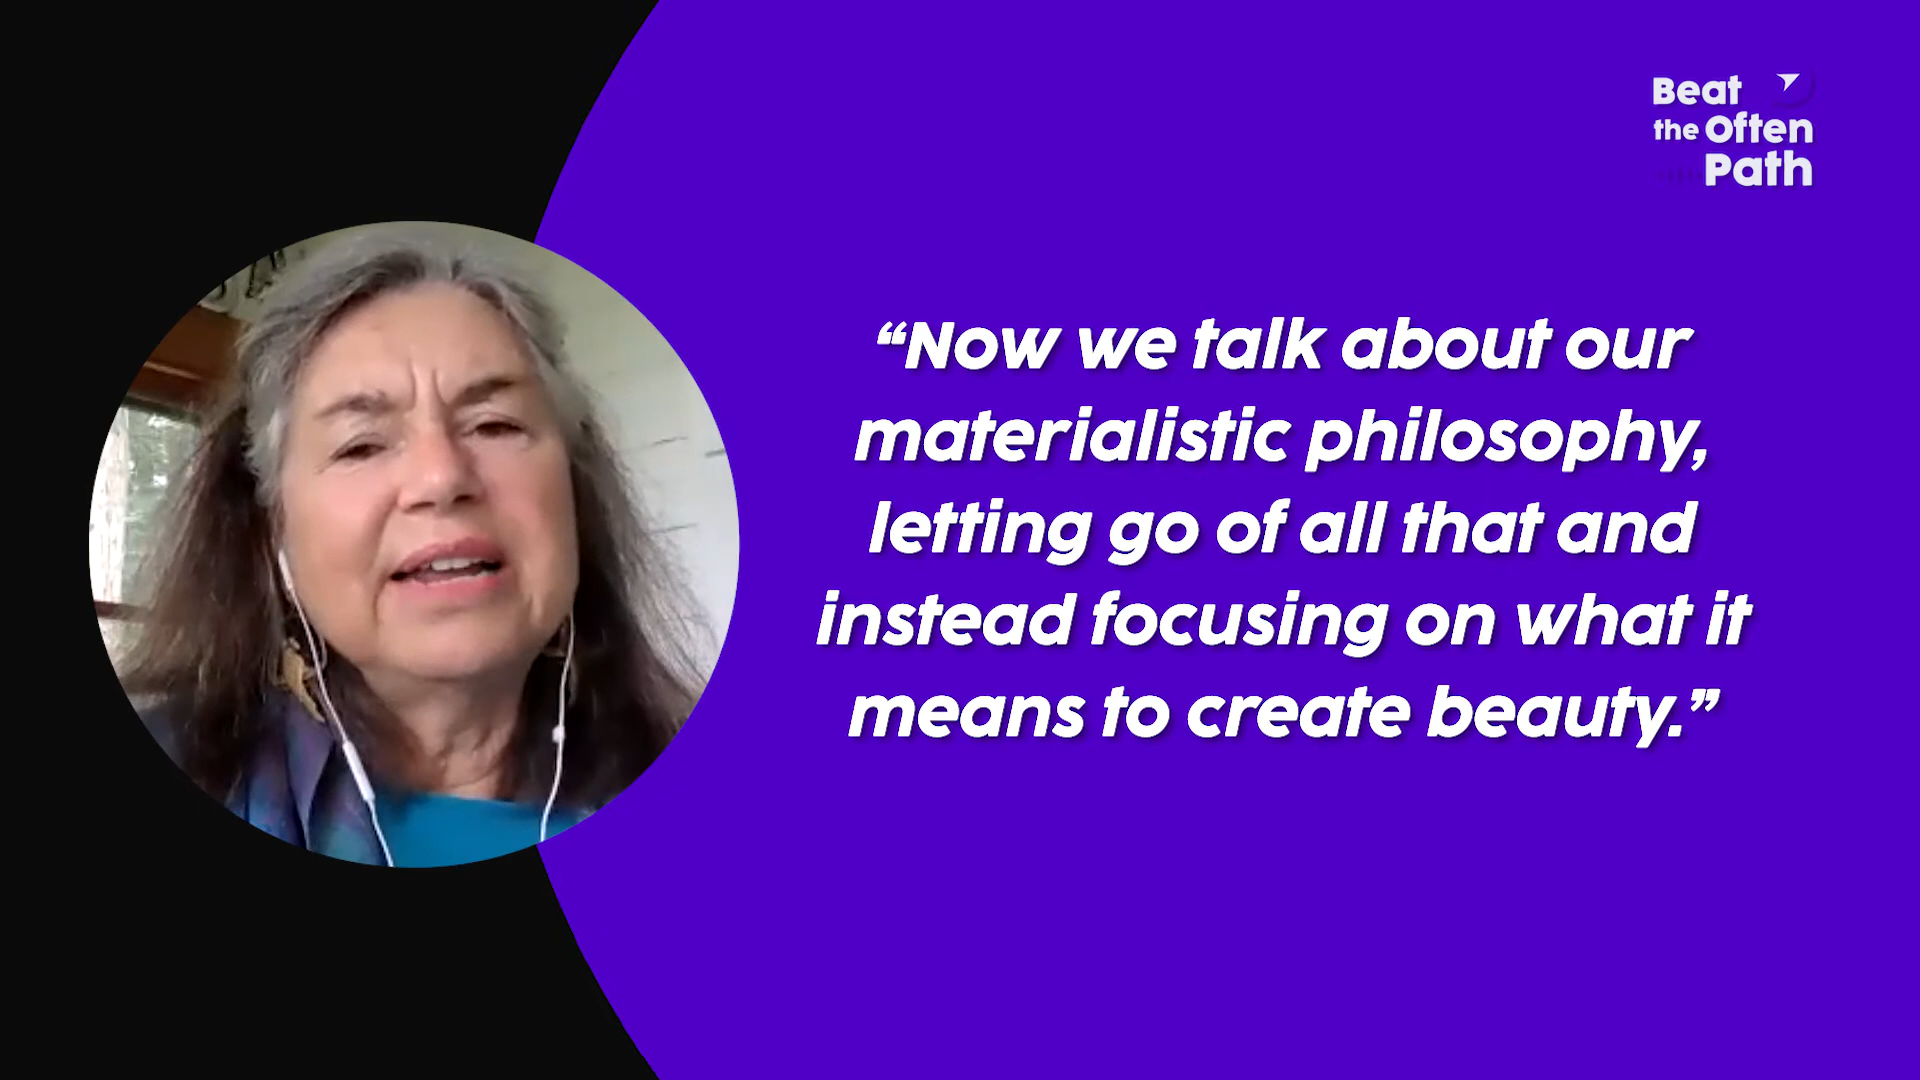 Beat
the Often
Path
“Now we talk about our
materialistic philosophy,
letting go of all that and
instead focusing on what it
means to create beauty.”